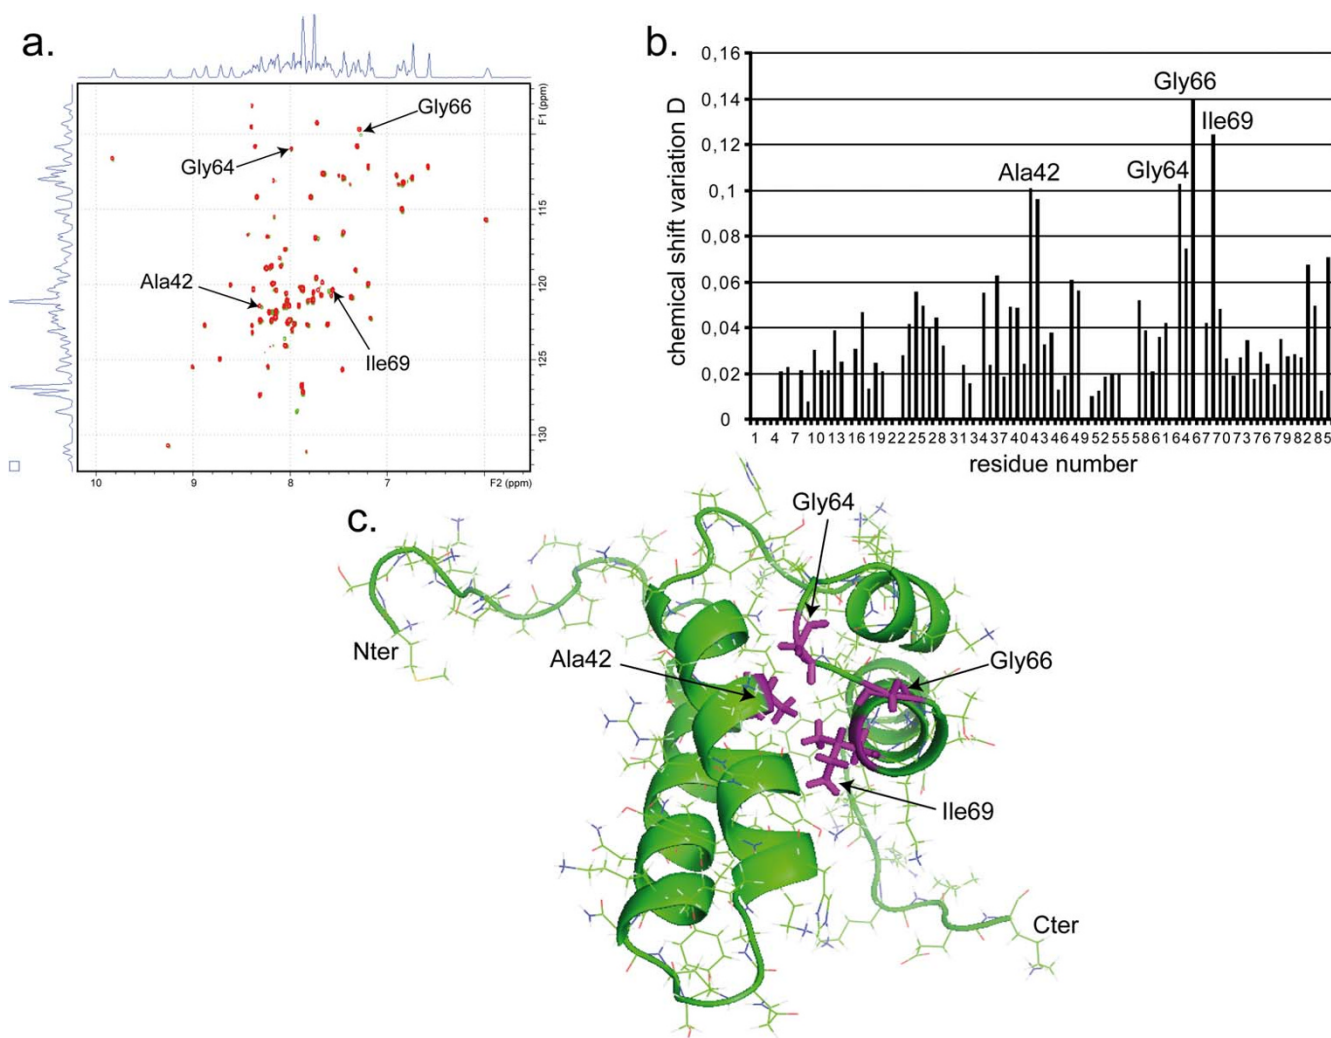 a.
Gly66
Gly64
Ala42
Ile69
F1 (ppm)
115
120
125
130
10
9
8
7
F2 (ppm)
b.
chemical shift variation D
0,16
0,14
0,12
0,1
0,08
0,06
0,04
0,02
0
Gly66
Ile69
Ala42
Gly64
1 4 7 10 13 16 19 22 25 28 31 34 37 40 43 46 49 52 55 58 61 64 67 70 73 76 79 82 85
residue number
c.
Gly64
Nter
Ala42
Gly66
Ile69
Cter